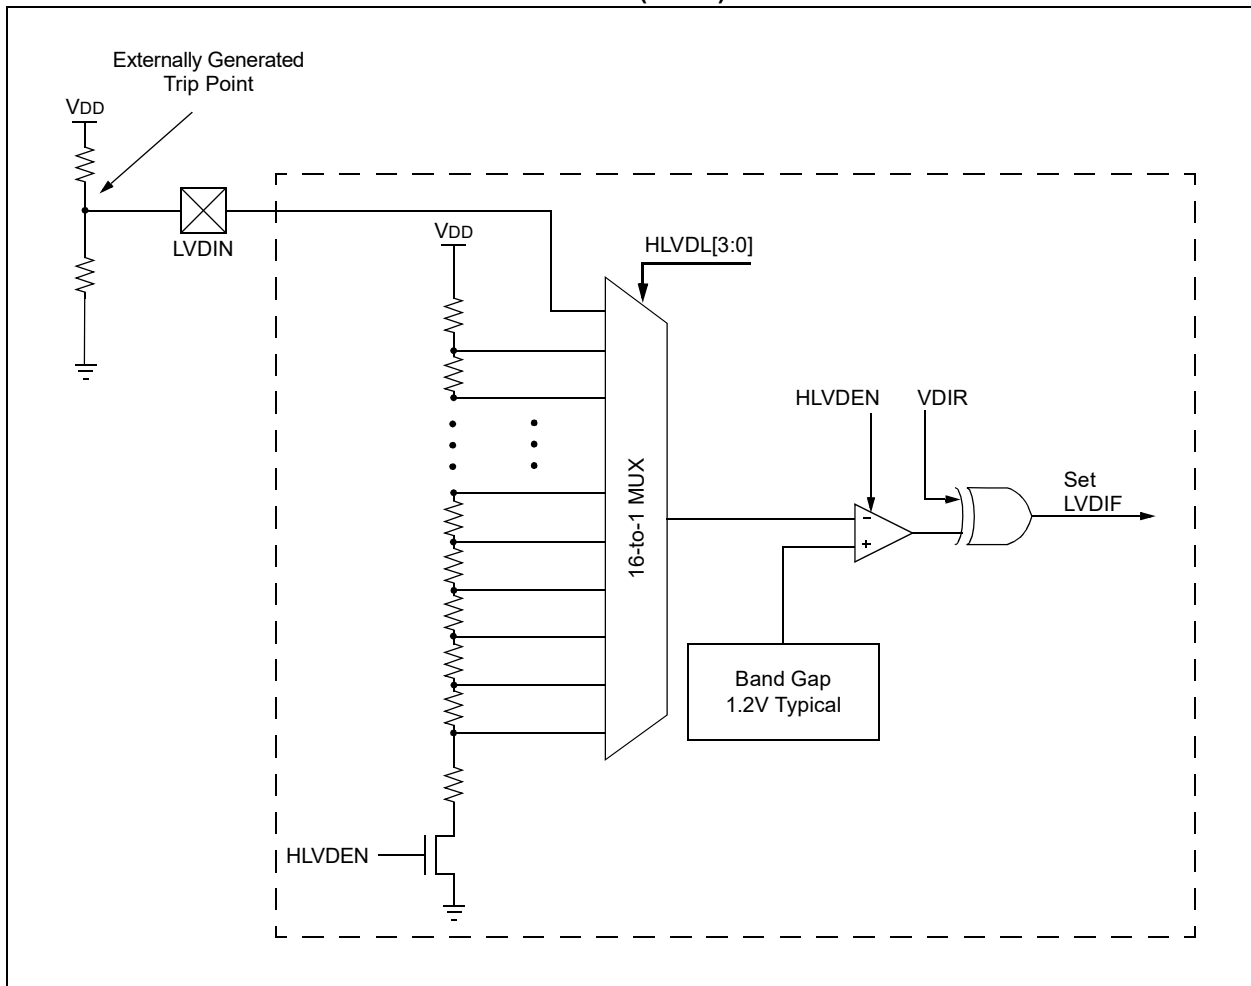 Externally Generated
Trip Point
VDD
LVDIN
VDD
HLVDL[3:0]
16-to-1 MUX
HLVDEN
VDIR
Set
LVDIF
–
+
Band Gap
1.2V Typical
HLVDEN